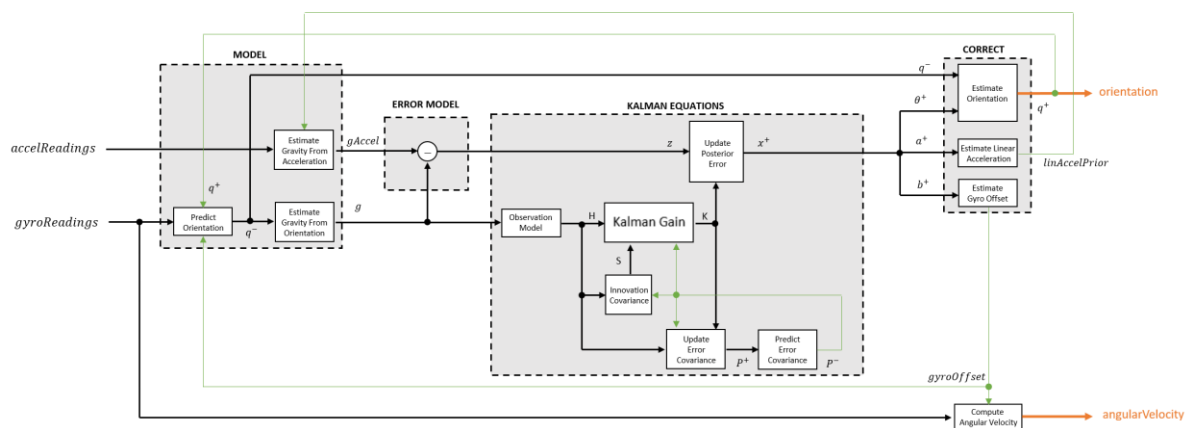 MODEL
CORRECT
ERROR MODEL
KALMAN EQUATIONS
q⁻
Estimate
Orientation
orientation
q⁺
θ⁺
accelReadings
Estimate
Gravity From
Acceleration
gAccel
−
z
Update
Posterior
Error
x⁺
a⁺
Estimate Linear
Acceleration
linAccelPrior
q⁺
b⁺
Estimate
Gyro Offset
gyroReadings
Predict
Orientation
q⁻
Estimate
Gravity From
Orientation
g
Observation
Model
H
Kalman Gain
K
S
Innovation
Covariance
Update
Error
Covariance
P⁺
Predict
Error
Covariance
P⁻
gyroOffset
Compute
Angular Velocity
angularVelocity